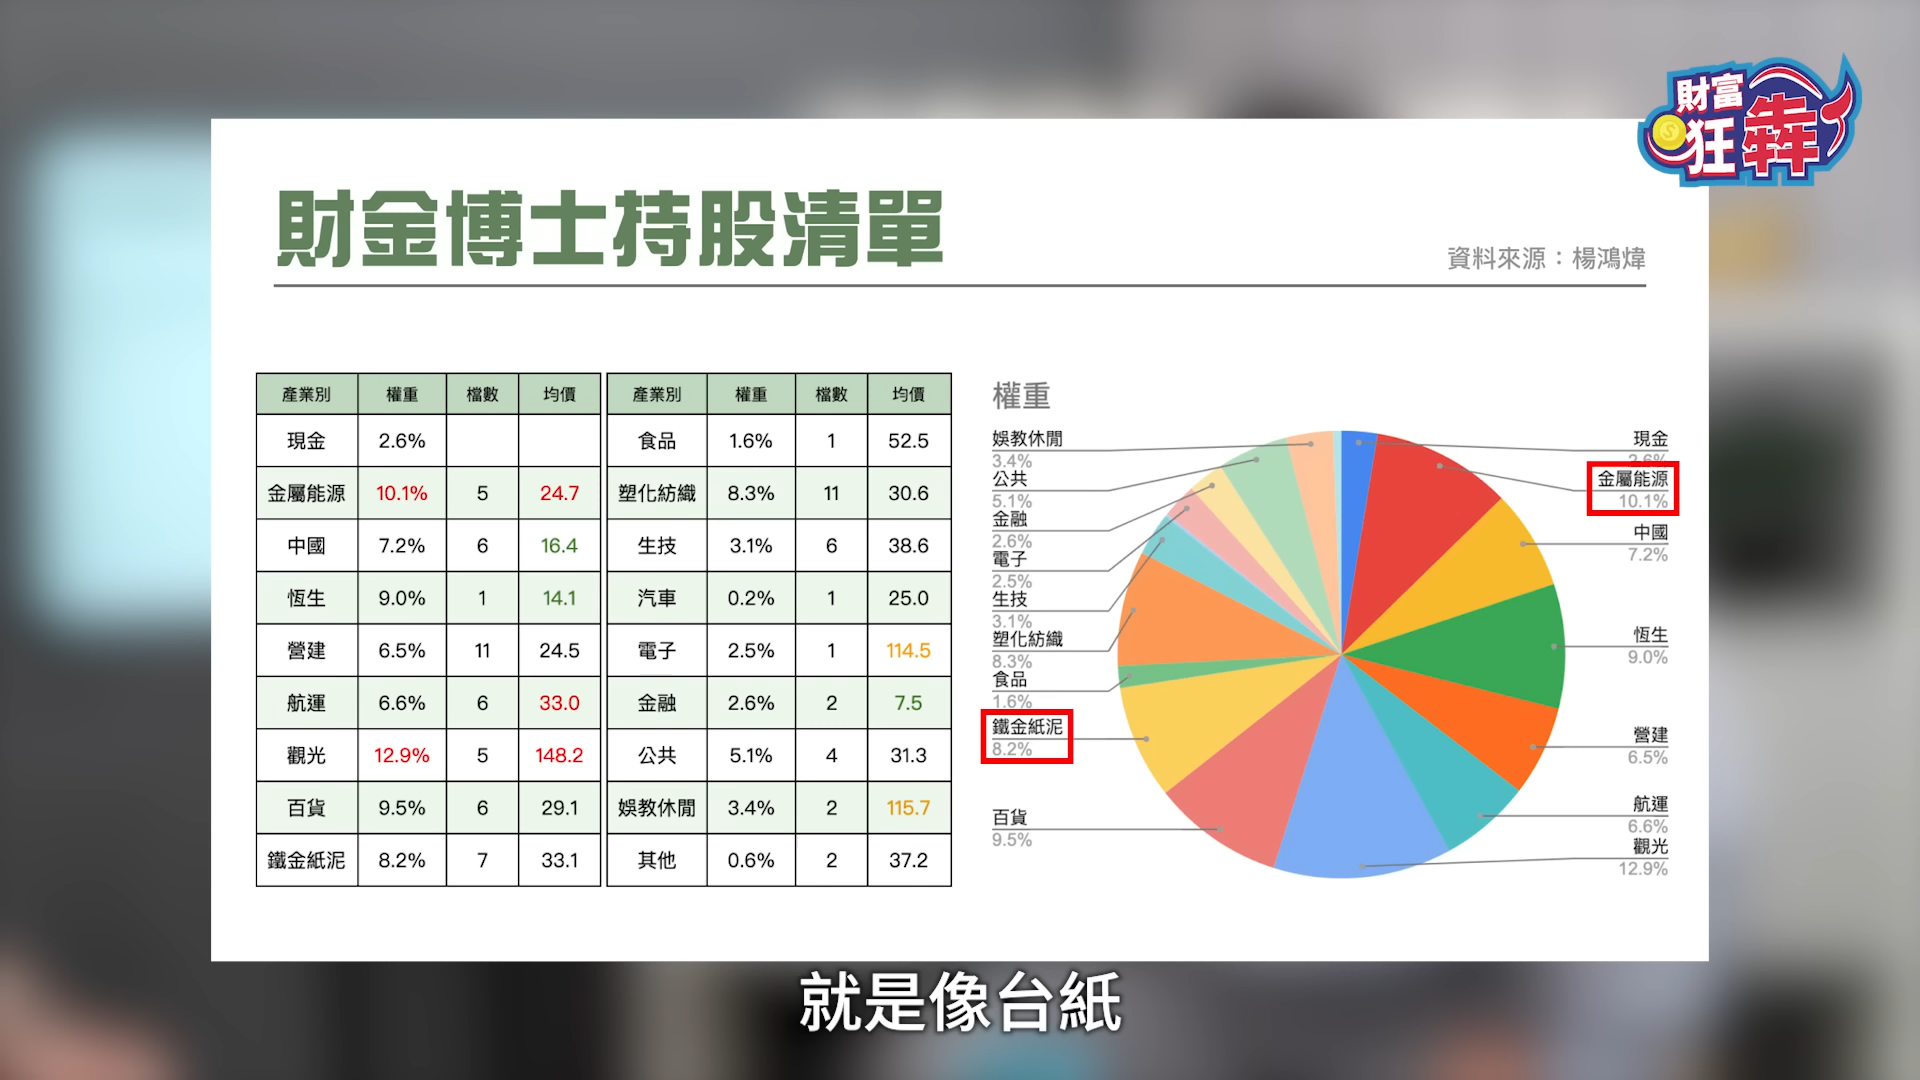 財富
狂犇
財金博士持股清單
資料來源：楊鴻煒
產業別 權重 檔數 均價
現金 2.6%
金屬能源 10.1% 5 24.7
中國 7.2% 6 16.4
恆生 9.0% 1 14.1
營建 6.5% 11 24.5
航運 6.6% 6 33.0
觀光 12.9% 5 148.2
百貨 9.5% 6 29.1
鐵金紙泥 8.2% 7 33.1
產業別 權重 檔數 均價
食品 1.6% 1 52.5
塑化紡織 8.3% 11 30.6
生技 3.1% 6 38.6
汽車 0.2% 1 25.0
電子 2.5% 1 114.5
金融 2.6% 2 7.5
公共 5.1% 4 31.3
娛教休閒 3.4% 2 115.7
其他 0.6% 2 37.2
權重
娛教休閒
3.4%
公共
5.1%
金融
2.6%
電子
2.5%
生技
3.1%
塑化紡織
8.3%
食品
1.6%
鐵金紙泥
8.2%
百貨
9.5%
現金
2.6%
金屬能源
10.1%
中國
7.2%
恆生
9.0%
營建
6.5%
航運
6.6%
觀光
12.9%
就是像台紙